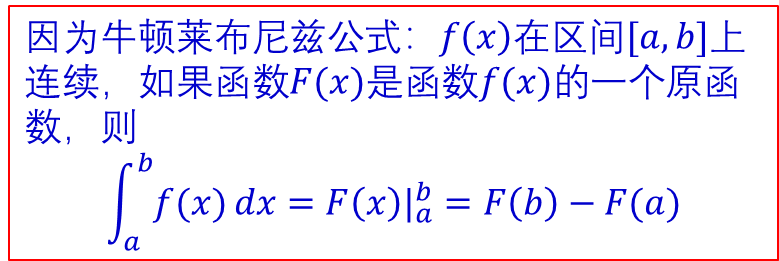 因为牛顿莱布尼兹公式：f(x)在区间[a,b]上
连续，如果函数F(x)是函数f(x)的一个原函
数，则
∫_a^b f(x) dx = F(x)|_a^b = F(b) − F(a)